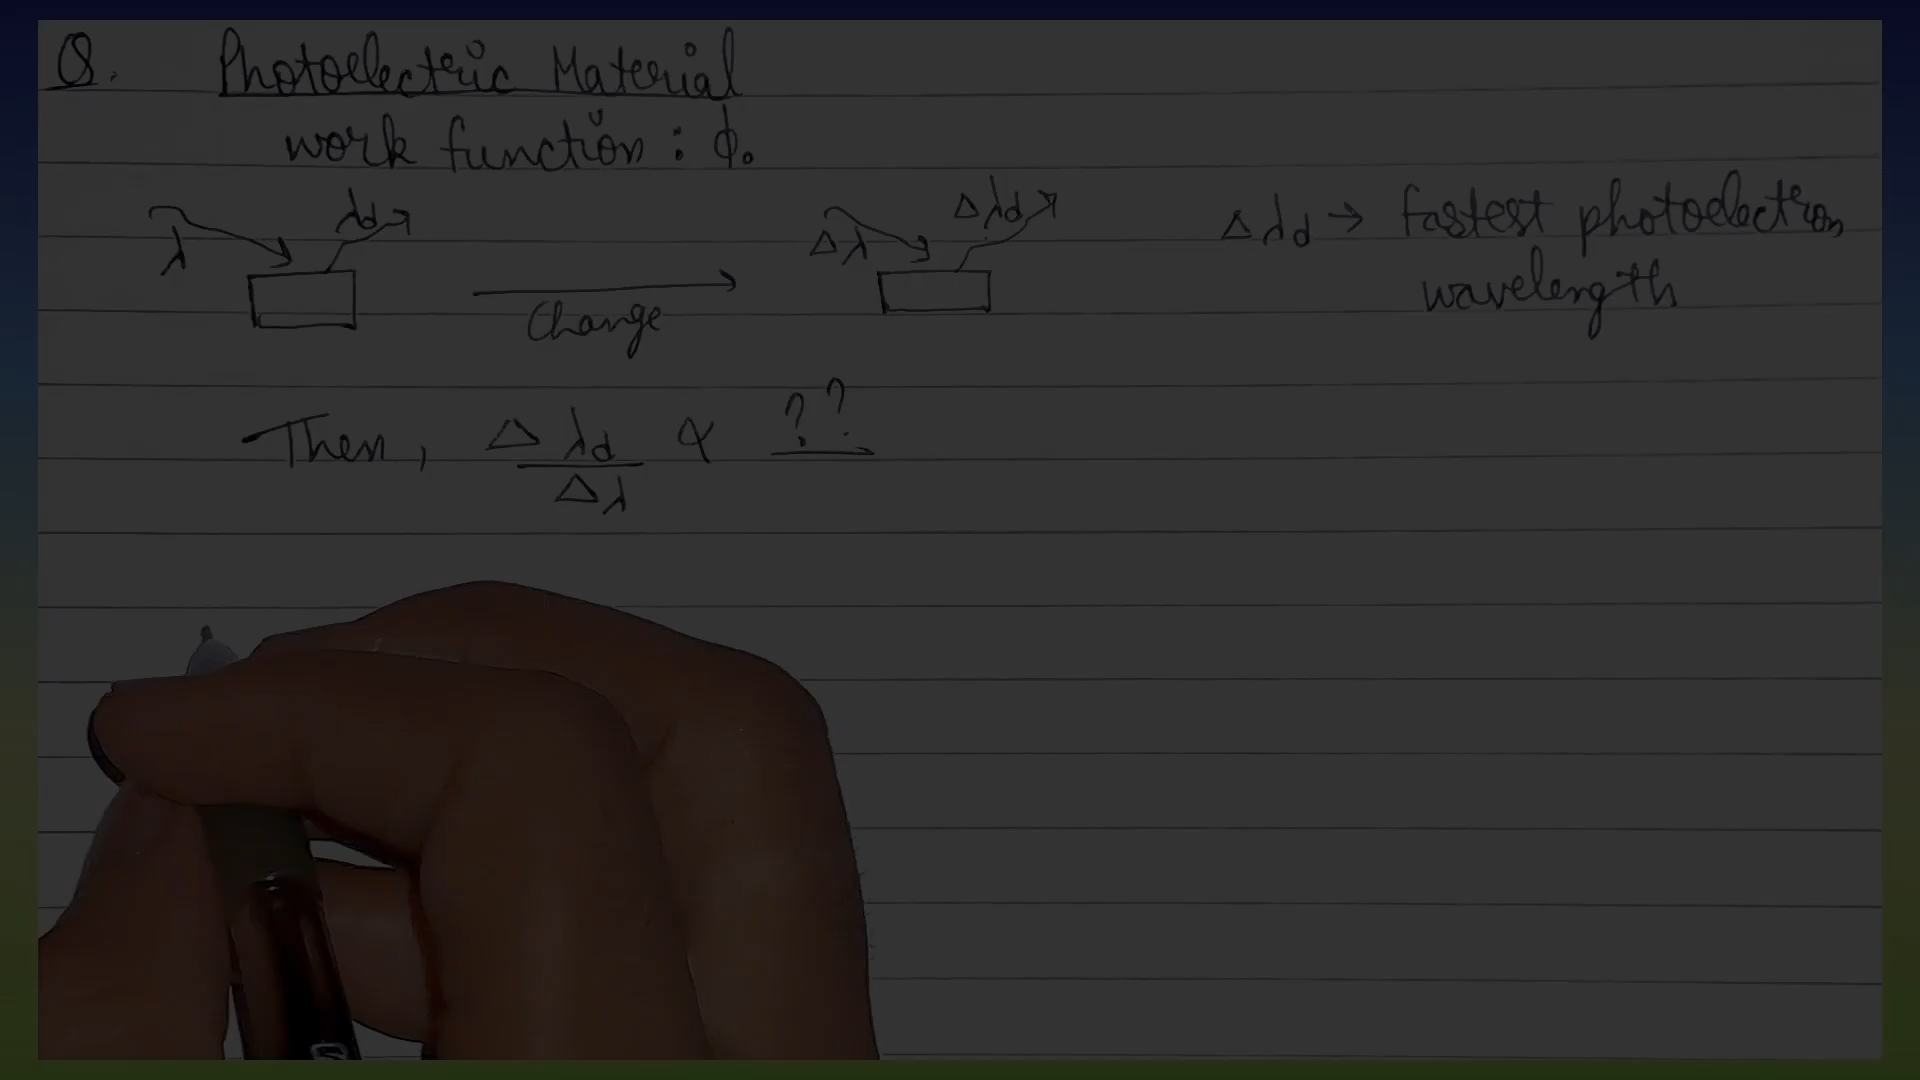 Q. Photoelectric Material
work function : ϕ₀
λ λd Δλ Δλd Δλd → fastest photoelectron
wavelength
Change
Then, Δλd/Δλ ∝ ??